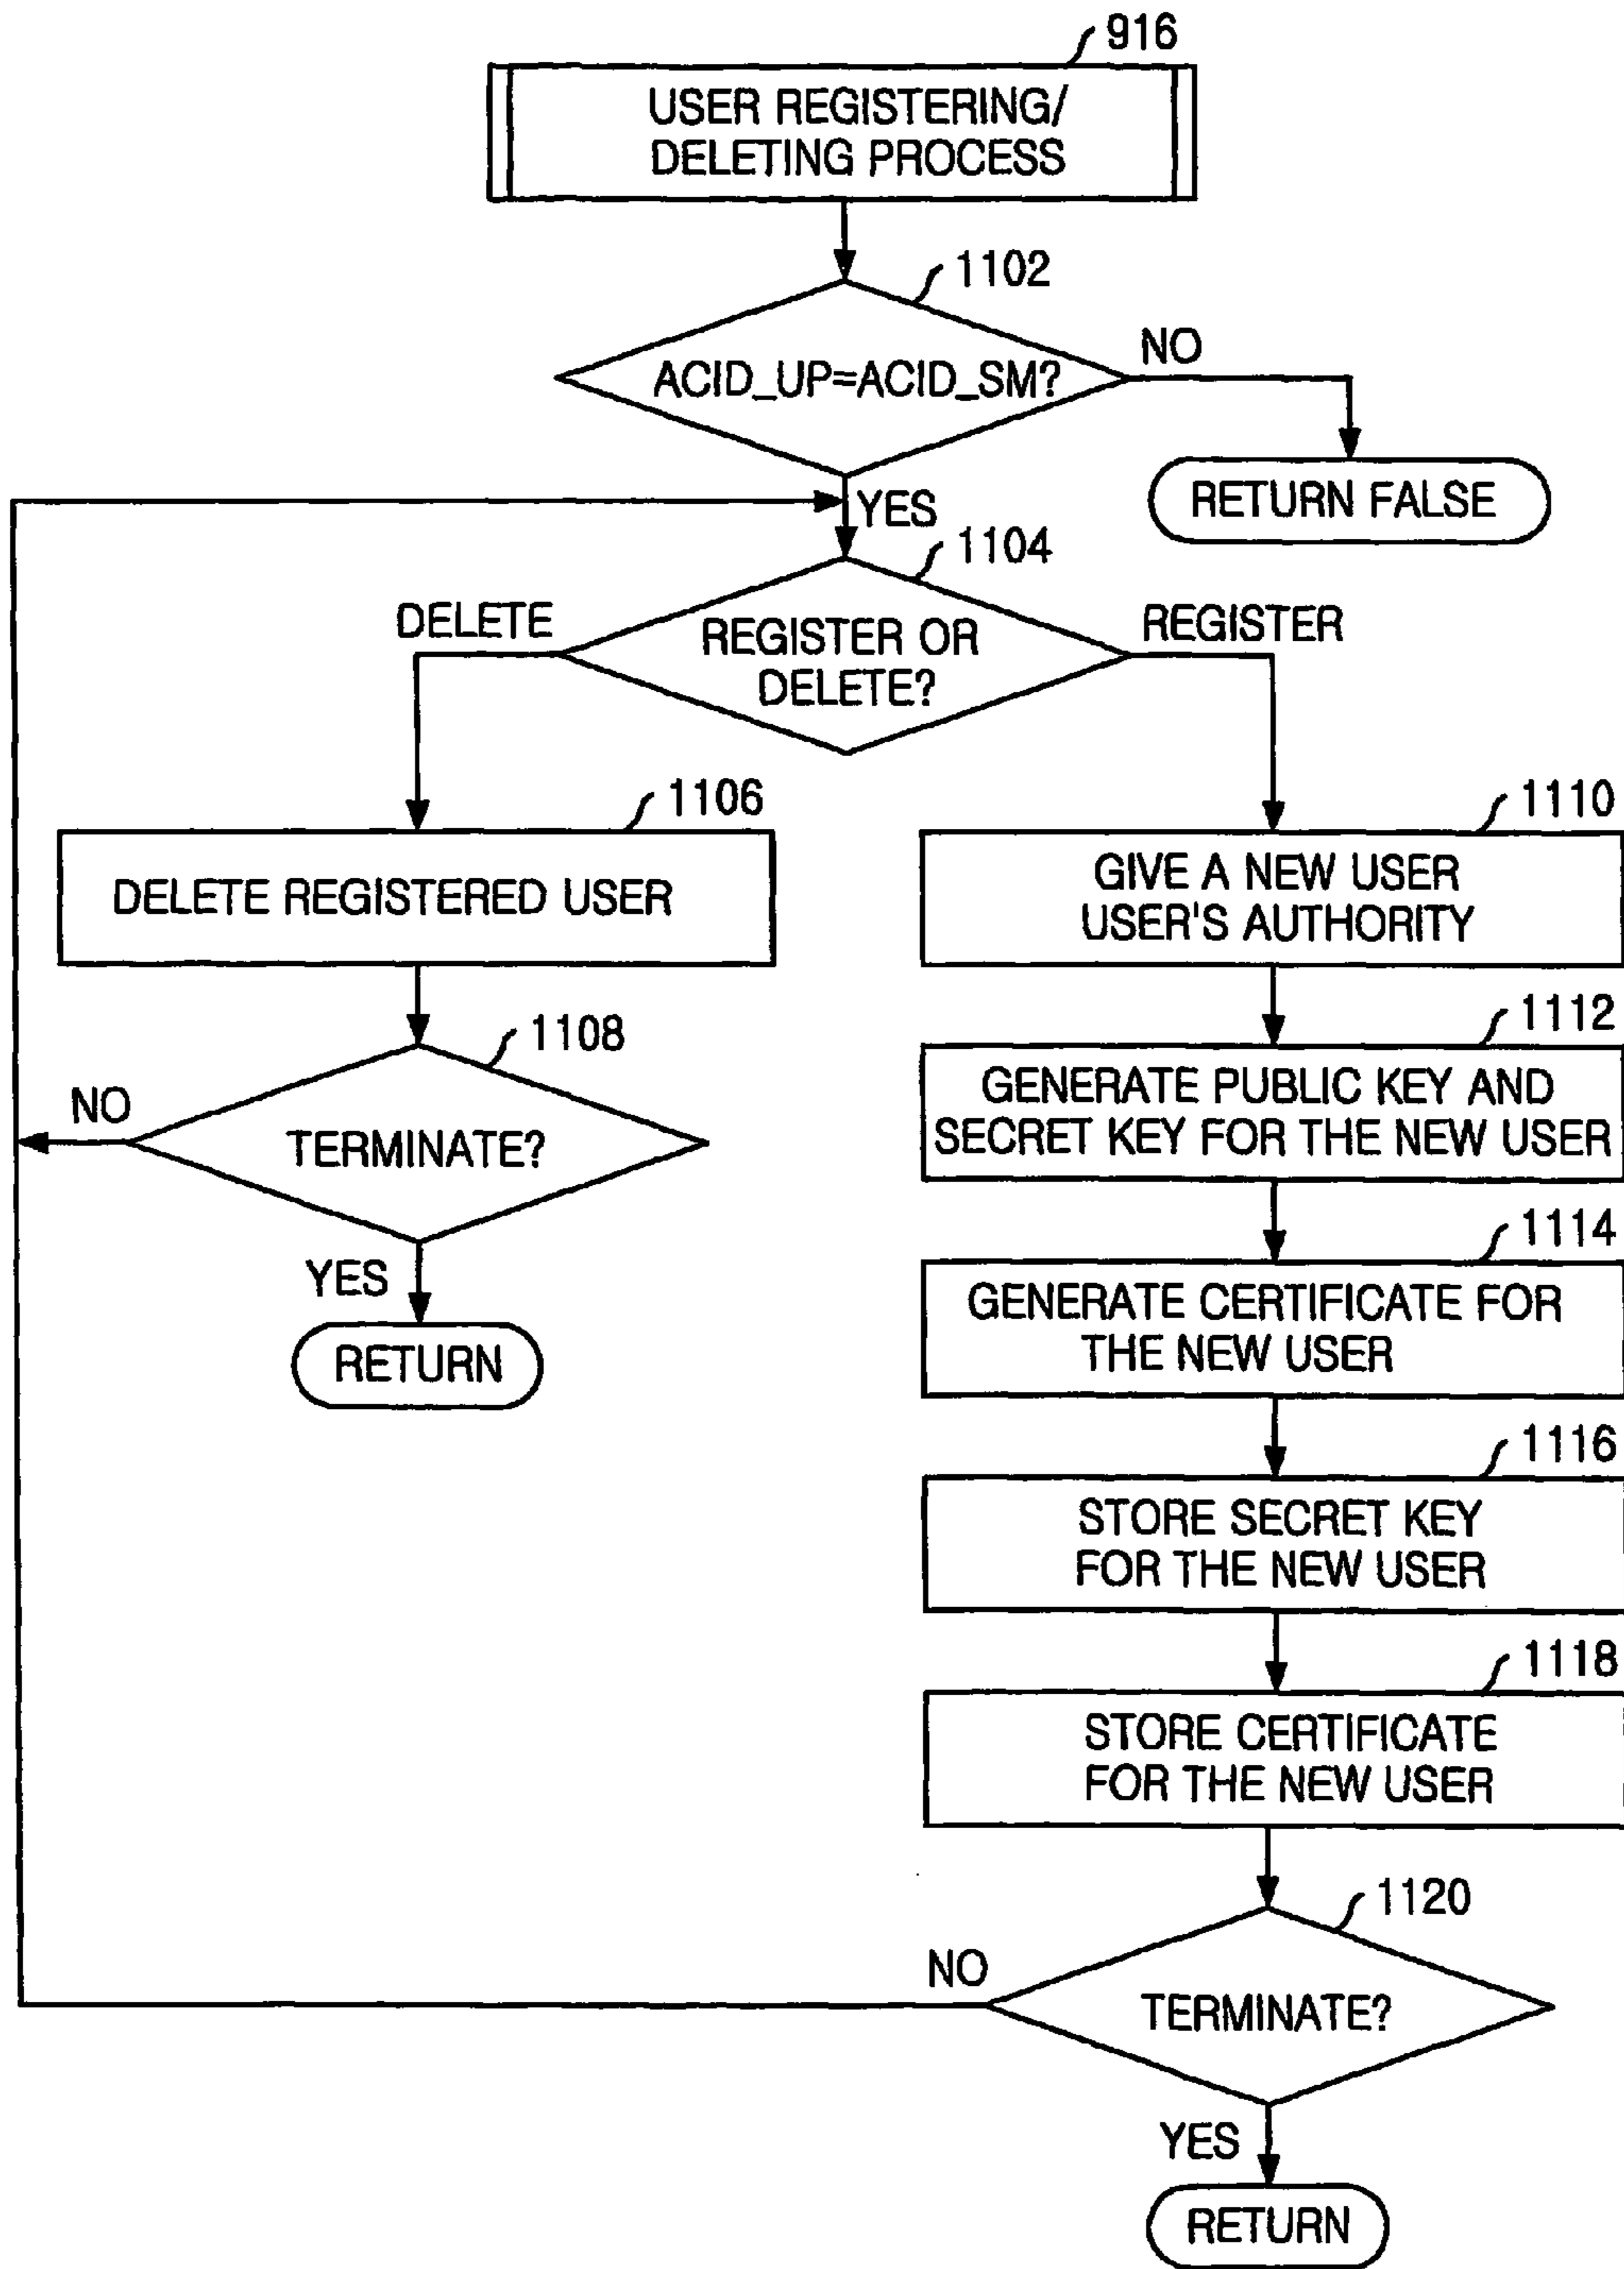 916
USER REGISTERING/
DELETING PROCESS
1102
ACID_UP=ACID_SM?
NO
RETURN FALSE
YES
1104
DELETE
REGISTER OR
DELETE?
REGISTER
1106
DELETE REGISTERED USER
1108
NO
TERMINATE?
YES
RETURN
1110
GIVE A NEW USER
USER'S AUTHORITY
1112
GENERATE PUBLIC KEY AND
SECRET KEY FOR THE NEW USER
1114
GENERATE CERTIFICATE FOR
THE NEW USER
1116
STORE SECRET KEY
FOR THE NEW USER
1118
STORE CERTIFICATE
FOR THE NEW USER
1120
NO
TERMINATE?
YES
RETURN